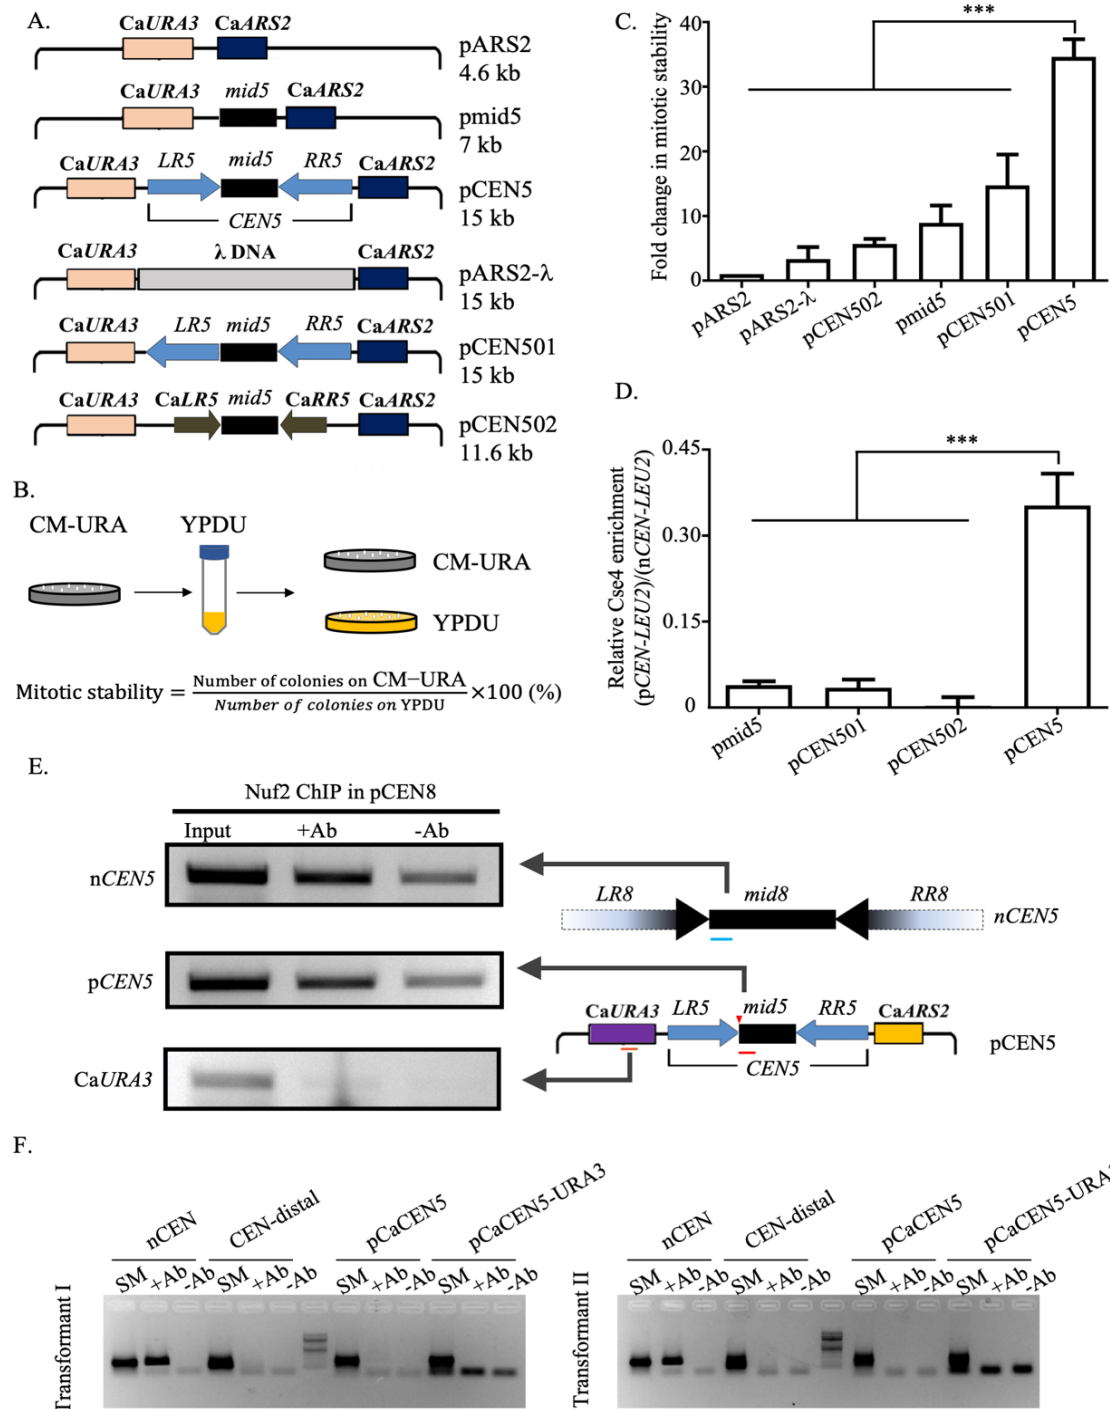 A.
CaURA3 CaARS2
pARS2
4.6 kb
CaURA3 mid5 CaARS2
pmid5
7 kb
CaURA3 LR5 mid5 RR5 CaARS2
pCEN5
15 kb
CEN5
λ DNA
CaURA3 CaARS2
pARS2-λ
15 kb
CaURA3 LR5 mid5 RR5 CaARS2
pCEN501
15 kb
CaURA3 CaLR5 mid5 CaRR5 CaARS2
pCEN502
11.6 kb
B.
CM-URA YPDU
CM-URA
YPDU
Mitotic stability = Number of colonies on CM−URA / Number of colonies on YPDU ×100 (%)
C.
***
Fold change in mitotic stability
40
30
20
10
0
pARS2 pARS2-λ pCEN502 pmid5 pCEN501 pCEN5
D.
***
Relative Cse4 enrichment
(pCEN-LEU2)/(nCEN-LEU2)
0.45
0.30
0.15
0
pmid5 pCEN501 pCEN502 pCEN5
E.
Nuf2 ChIP in pCEN8
Input +Ab -Ab
nCEN5
pCEN5
CaURA3
LR8 mid8 RR8
nCEN5
CaURA3 LR5 mid5 RR5 CaARS2
pCEN5
CEN5
F.
nCEN CEN-distal pCaCEN5 pCaCEN5-URA3
SM +Ab -Ab SM +Ab -Ab SM +Ab -Ab SM +Ab -Ab
Transformant I
nCEN CEN-distal pCaCEN5 pCaCEN5-URA
SM +Ab -Ab SM +Ab -Ab SM +Ab -Ab SM +Ab -Ab
Transformant II